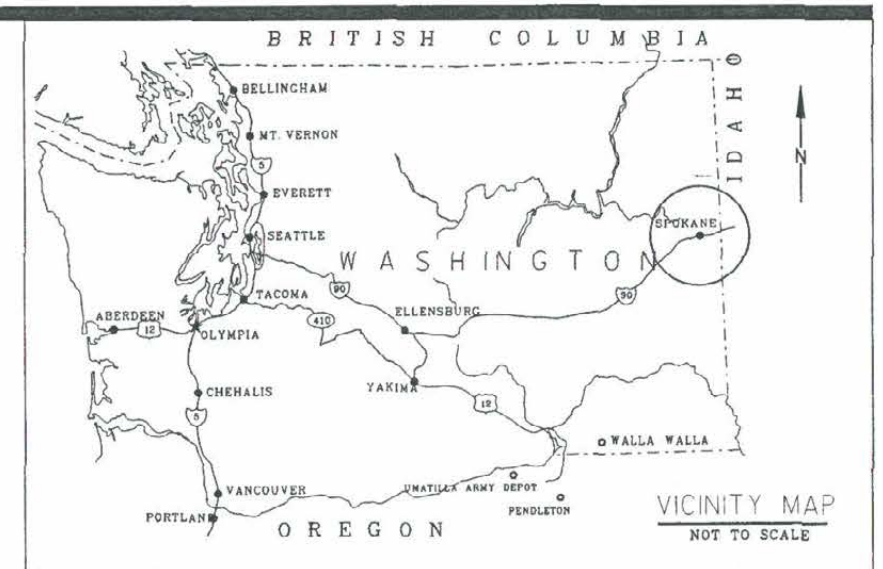 BRITISH COLUMBIA
IDAHO
BELLINGHAM
MT. VERNON
5
N
EVERETT
SPOKANE
SEATTLE
WASHINGTON
90
90
TACOMA
ABERDEEN
12
410
ELLENSBURG
OLYMPIA
CHEHALIS
YAKIMA
12
5
WALLA WALLA
UMATILLA ARMY DEPOT
VANCOUVER
PENDLETON
VICINITY MAP
PORTLAN
OREGON
NOT TO SCALE